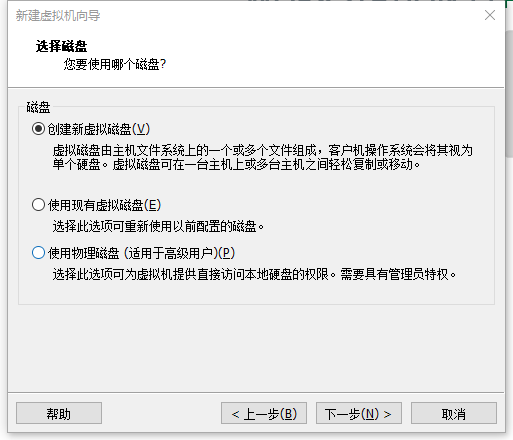 新建虚拟机向导
选择磁盘
您要使用哪个磁盘?
磁盘
创建新虚拟磁盘(V)
虚拟磁盘由主机文件系统上的一个或多个文件组成，客户机操作系统会将其视为
单个硬盘。虚拟磁盘可在一台主机上或多台主机之间轻松复制或移动。
使用现有虚拟磁盘(E)
选择此选项可重新使用以前配置的磁盘。
使用物理磁盘 (适用于高级用户)(P)
选择此选项可为虚拟机提供直接访问本地硬盘的权限。需要具有管理员特权。
帮助
< 上一步(B)
下一步(N) >
取消